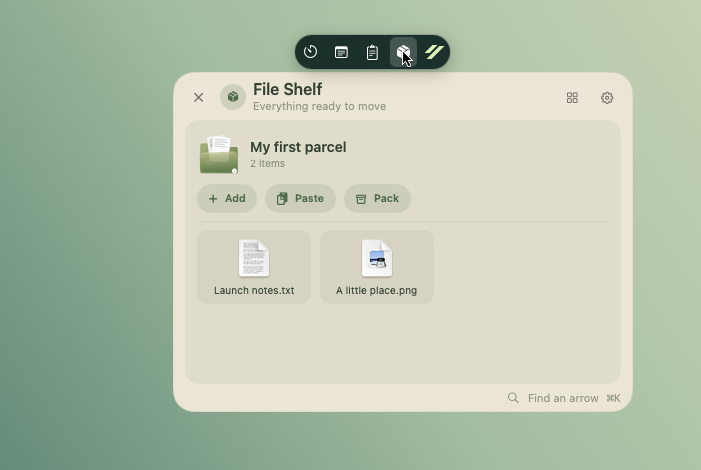 File Shelf
Everything ready to move
My first parcel
2 items
Add
Paste
Pack
Launch notes.txt
A little place.png
Find an arrow ⌘K